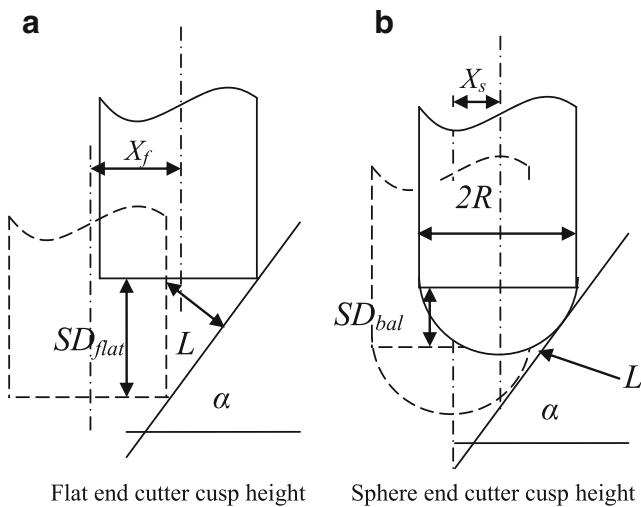 a
b
X_f
X_s
2R
SD_flat
L
SD_bal
L
α
α
Flat end cutter cusp height
Sphere end cutter cusp height